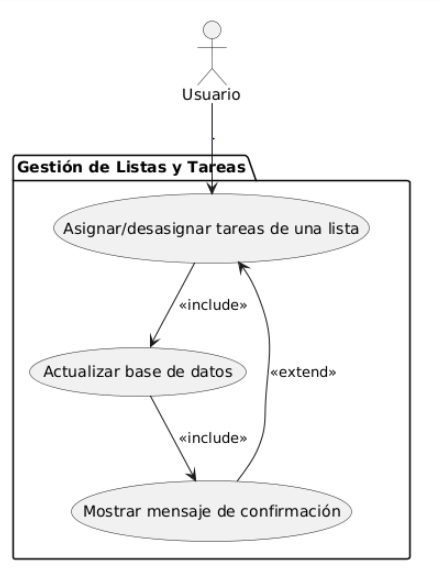 Usuario
Gestión de Listas y Tareas
Asignar/desasignar tareas de una lista
«include»
Actualizar base de datos
«extend»
«include»
Mostrar mensaje de confirmación